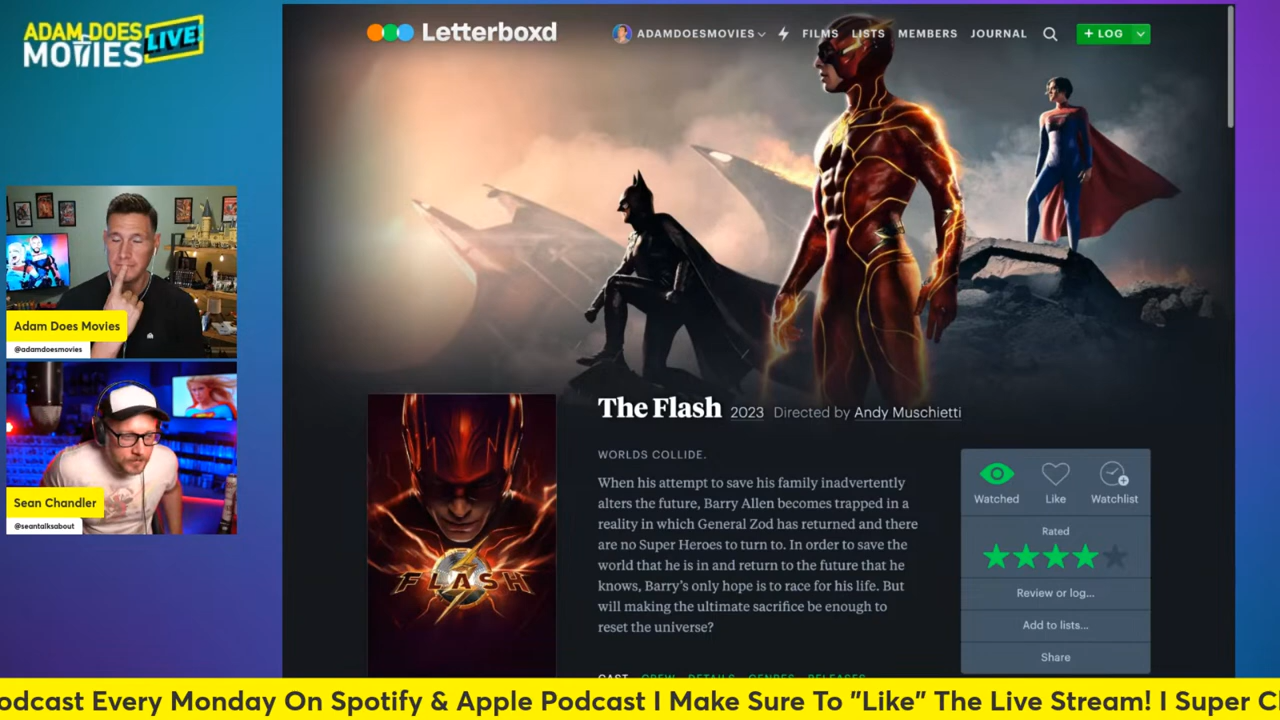 ADAM DOES
MOVIES LIVE!
Letterboxd
ADAMDOESMOVIES
FILMS
LISTS
MEMBERS
JOURNAL
+ LOG
Adam Does Movies
@adamdoesmovies
Sean Chandler
@seantalksabout
FLASH
The Flash 2023 Directed by Andy Muschietti
WORLDS COLLIDE.
When his attempt to save his family inadvertently
alters the future, Barry Allen becomes trapped in a
reality in which General Zod has returned and there
are no Super Heroes to turn to. In order to save the
world that he is in and return to the future that he
knows, Barry's only hope is to race for his life. But
will making the ultimate sacrifice be enough to
reset the universe?
Watched
Like
Watchlist
Rated
Review or log...
Add to lists...
Share
CAST CREW DETAILS GENRES RELEASES
odcast Every Monday On Spotify & Apple Podcast I Make Sure To "Like" The Live Stream! I Super C